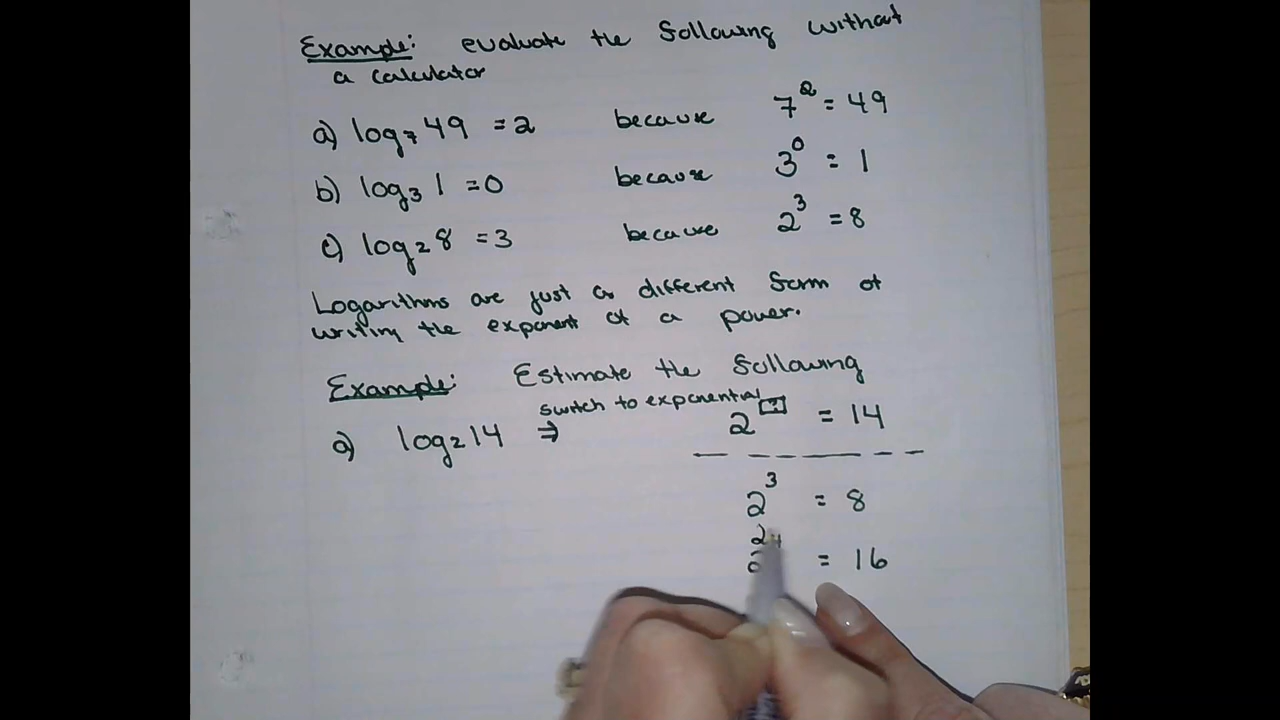 Example: evaluate the following without
a calculator
a) log₇ 49 = 2 because 7² = 49
b) log₃ 1 = 0 because 3⁰ = 1
c) log₂ 8 = 3 because 2³ = 8
Logarithms are just a different form of
writing the exponent of a power.
Example: Estimate the following
switch to exponential
a) log₂ 14 ⇒ 2^[?] = 14
2³ = 8
2
= 16